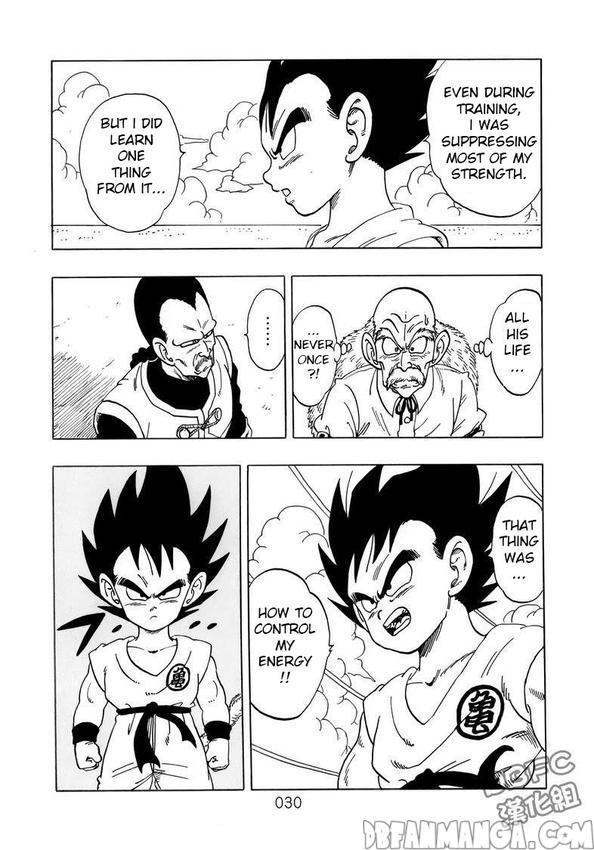 EVEN DURING
TRAINING,
I WAS
SUPPRESSING
MOST OF MY
STRENGTH.
BUT I DID
LEARN
ONE
THING
FROM IT...
ALL
HIS
LIFE
...
...
NEVER
ONCE
?!
......
THAT
THING
WAS
...
HOW TO
CONTROL
MY
ENERGY
!!
亀
亀
030
DBFC
漢化組
DBFANMANGA.COM